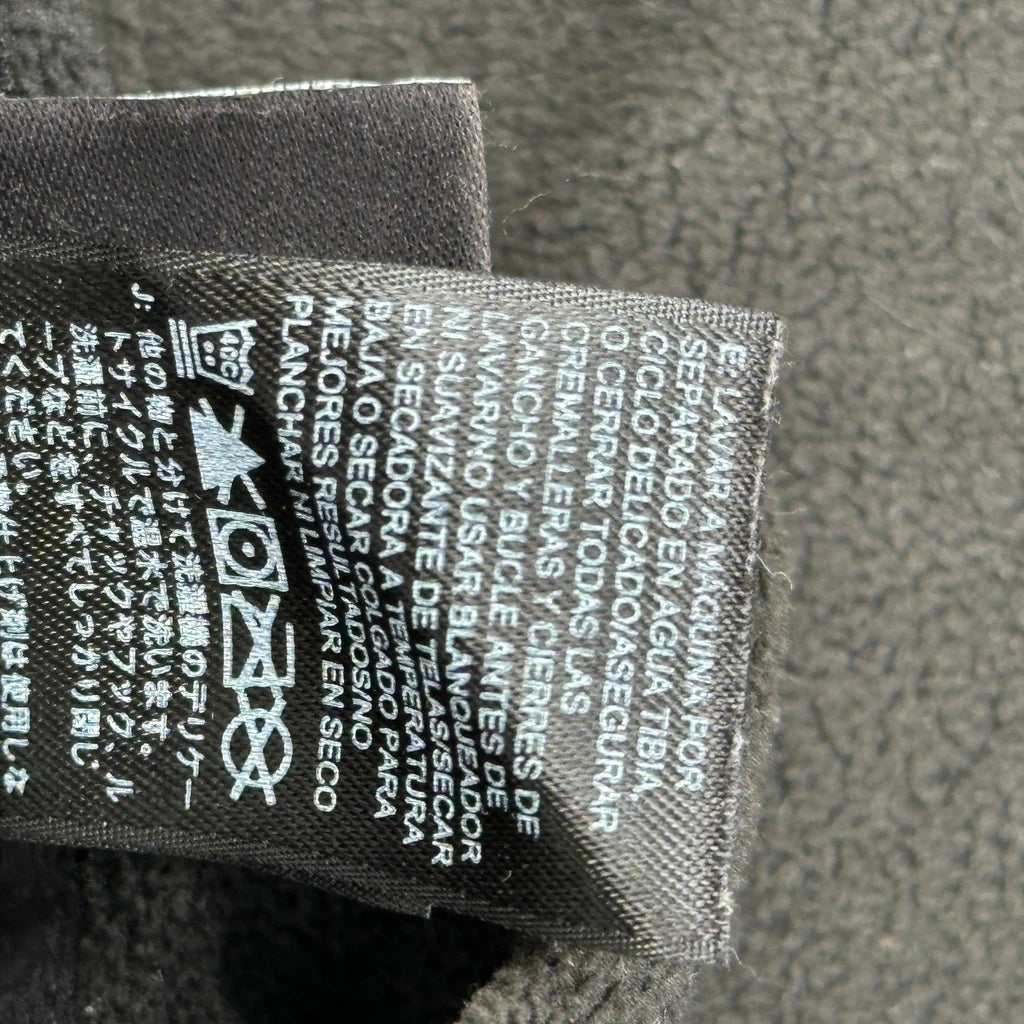 E: LAVAR A MAQUINA POR
SEPARADO EN AGUA TIBIA
CICLO DELICADO/ASEGURAR
O CERRAR TODAS LAS
CREMALLERAS Y CIERRES DE
GANCHO Y BUCLE ANTES DE
LAVAR/NO USAR BLANQUEADOR
NI SUAVIZANTE DE TELAS/SECAR
EN SECADORA A TEMPERATURA
BAJA O SECAR COLGADO PARA
MEJORES RESULTADOS/NO
PLANCHAR NI LIMPIAR EN SECO
40C
J: 他の物と分けて洗濯機のデリケー
トサイクルで温水で洗います。
洗濯前に、チャックやフック、ル
ープなどをすべてしっかり閉じ
てください。